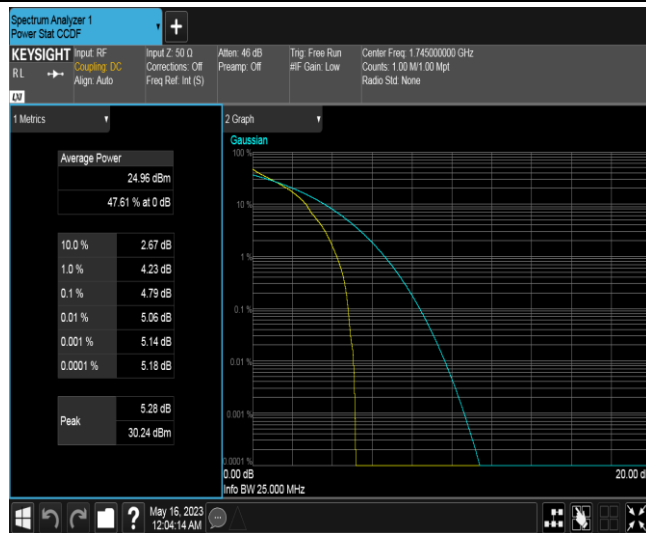 Spectrum Analyzer 1
Power Stat CCDF
KEYSIGHT
RL
Input: RF
Coupling: DC
Align: Auto
Input Z: 50 Ω
Corrections: Off
Freq Ref: Int (S)
Atten: 46 dB
Preamp: Off
Trig: Free Run
#IF Gain: Low
Center Freq: 1.745000000 GHz
Counts: 1.00 M/1.00 Mpt
Radio Std: None
LXI
1 Metrics
Average Power
24.96 dBm
47.61 % at 0 dB
10.0 % 2.67 dB
1.0 % 4.23 dB
0.1 % 4.79 dB
0.01 % 5.06 dB
0.001 % 5.14 dB
0.0001 % 5.18 dB
Peak
5.28 dB
30.24 dBm
2 Graph
Gaussian
100 %
10 %
1 %
0.1 %
0.01 %
0.001 %
0.0001 %
0.00 dB
20.00 d
Info BW 25.000 MHz
May 16, 2023
12:04:14 AM